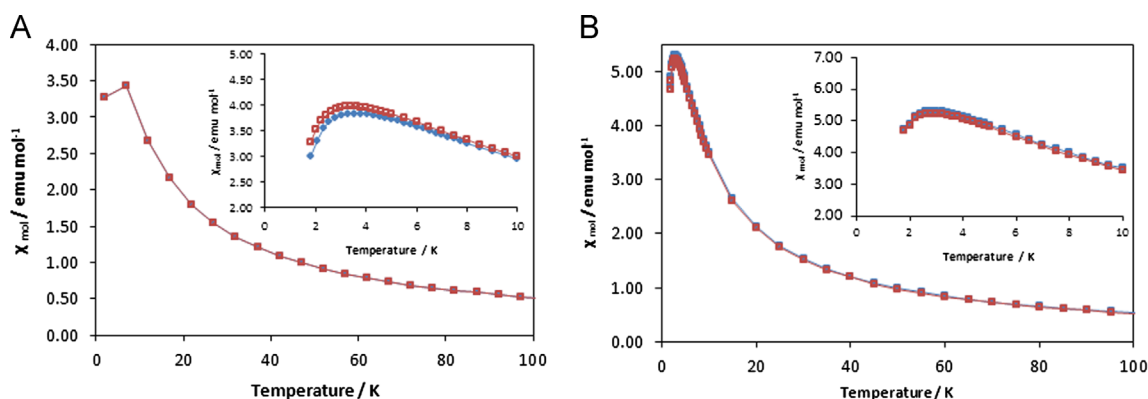 A
4.00
3.50
3.00
2.50
2.00
1.50
1.00
0.50
0.00
χ mol / emu mol-1
0 20 40 60 80 100
Temperature / K
5.00
4.50
4.00
3.50
3.00
2.50
2.00
χmol / emu mol-1
0 2 4 6 8 10
Temperature / K
B
5.00
4.00
3.00
2.00
1.00
0.00
χ mol / emu mol-1
0 20 40 60 80 100
Temperature / K
7.00
6.00
5.00
4.00
3.00
2.00
χ mol / emu mol-1
0 2 4 6 8 10
Temperature / K